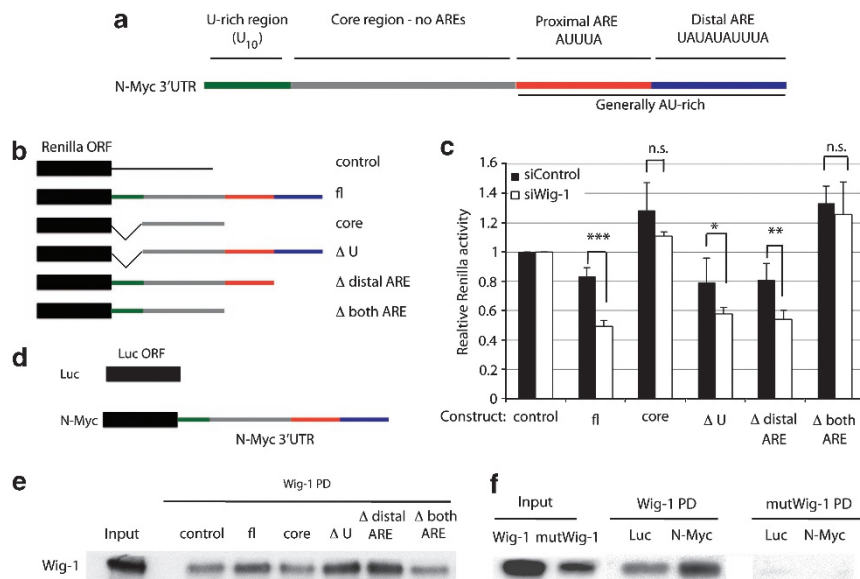 a
U-rich region
(U10)
Core region - no AREs
Proximal ARE
AUUUA
Distal ARE
UAUAUAUUUA
N-Myc 3'UTR
Generally AU-rich
b
Renilla ORF
control
fl
core
Δ U
Δ distal ARE
Δ both ARE
c
Realtive Renilla activity
1.6
1.4
1.2
1
0.8
0.6
0.4
0.2
0
siControl
siWig-1
***
n.s.
*
**
n.s.
Construct: control fl core Δ U Δ distal ARE Δ both ARE
d
Luc ORF
Luc
N-Myc
N-Myc 3'UTR
e
Wig-1 PD
Input control fl core Δ U Δ distal ARE Δ both ARE
Wig-1
f
Input Wig-1 PD mutWig-1 PD
Wig-1 mutWig-1 Luc N-Myc Luc N-Myc